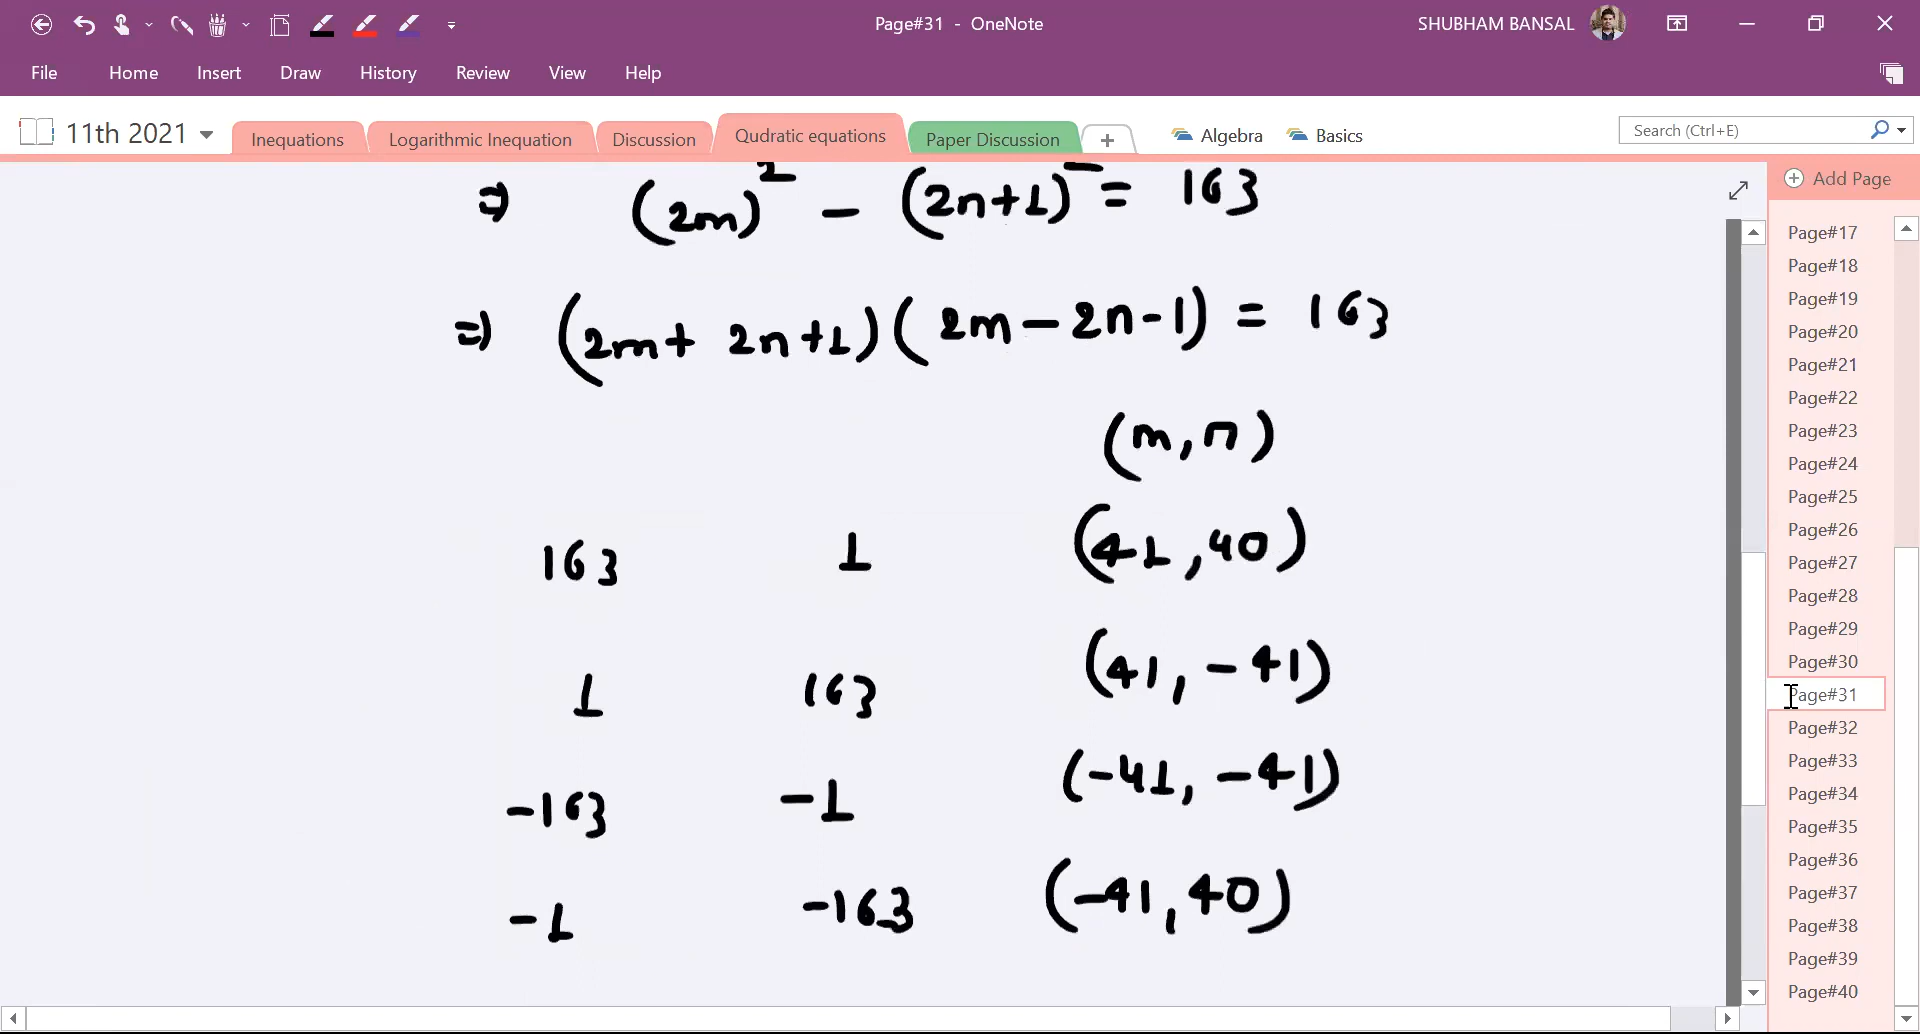 Page#31 - OneNote
SHUBHAM BANSAL
File Home Insert Draw History Review View Help
11th 2021 Inequations Logarithmic Inequation Discussion Qudratic equations Paper Discussion + Algebra Basics Search (Ctrl+E)
Add Page
Page#17
Page#18
Page#19
Page#20
Page#21
Page#22
Page#23
Page#24
Page#25
Page#26
Page#27
Page#28
Page#29
Page#30
Page#31
Page#32
Page#33
Page#34
Page#35
Page#36
Page#37
Page#38
Page#39
Page#40
⇒ (2m)² - (2n+1)² = 163
⇒ (2m+ 2n+1)(2m-2n-1) = 163
(m,n)
163 1 (41,40)
1 163 (41,-41)
-163 -1 (-41,-41)
-1 -163 (-41,40)